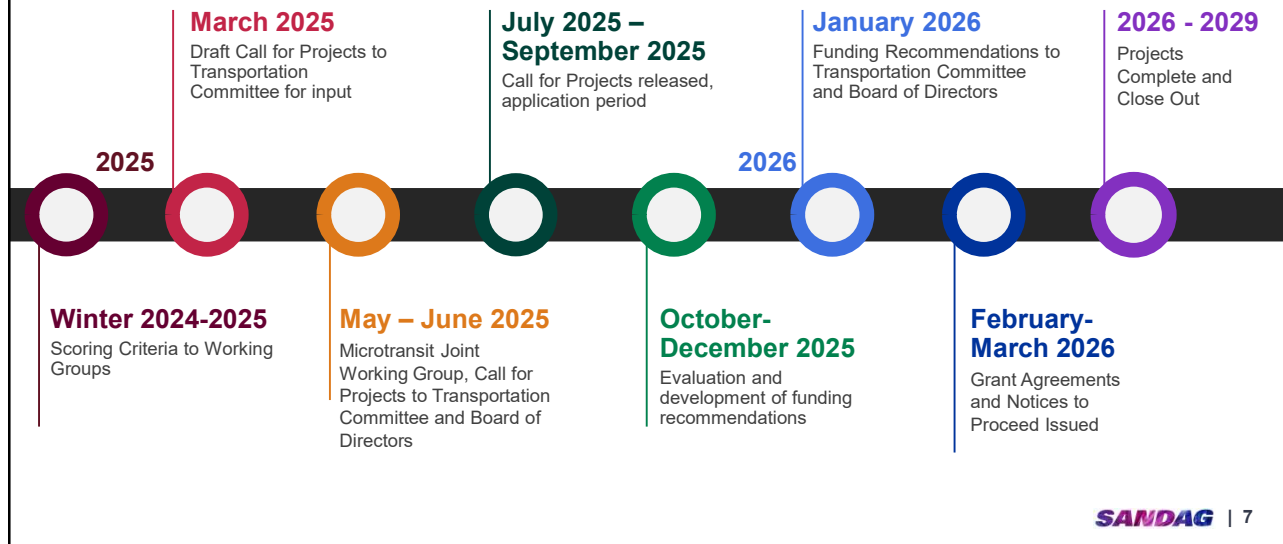 March 2025
Draft Call for Projects to
Transportation
Committee for input
July 2025 –
September 2025
Call for Projects released,
application period
January 2026
Funding Recommendations to
Transportation Committee
and Board of Directors
2026 - 2029
Projects
Complete and
Close Out
2025
2026
Winter 2024-2025
Scoring Criteria to Working
Groups
May – June 2025
Microtransit Joint
Working Group, Call for
Projects to Transportation
Committee and Board of
Directors
October-
December 2025
Evaluation and
development of funding
recommendations
February-
March 2026
Grant Agreements
and Notices to
Proceed Issued
SANDAG | 7